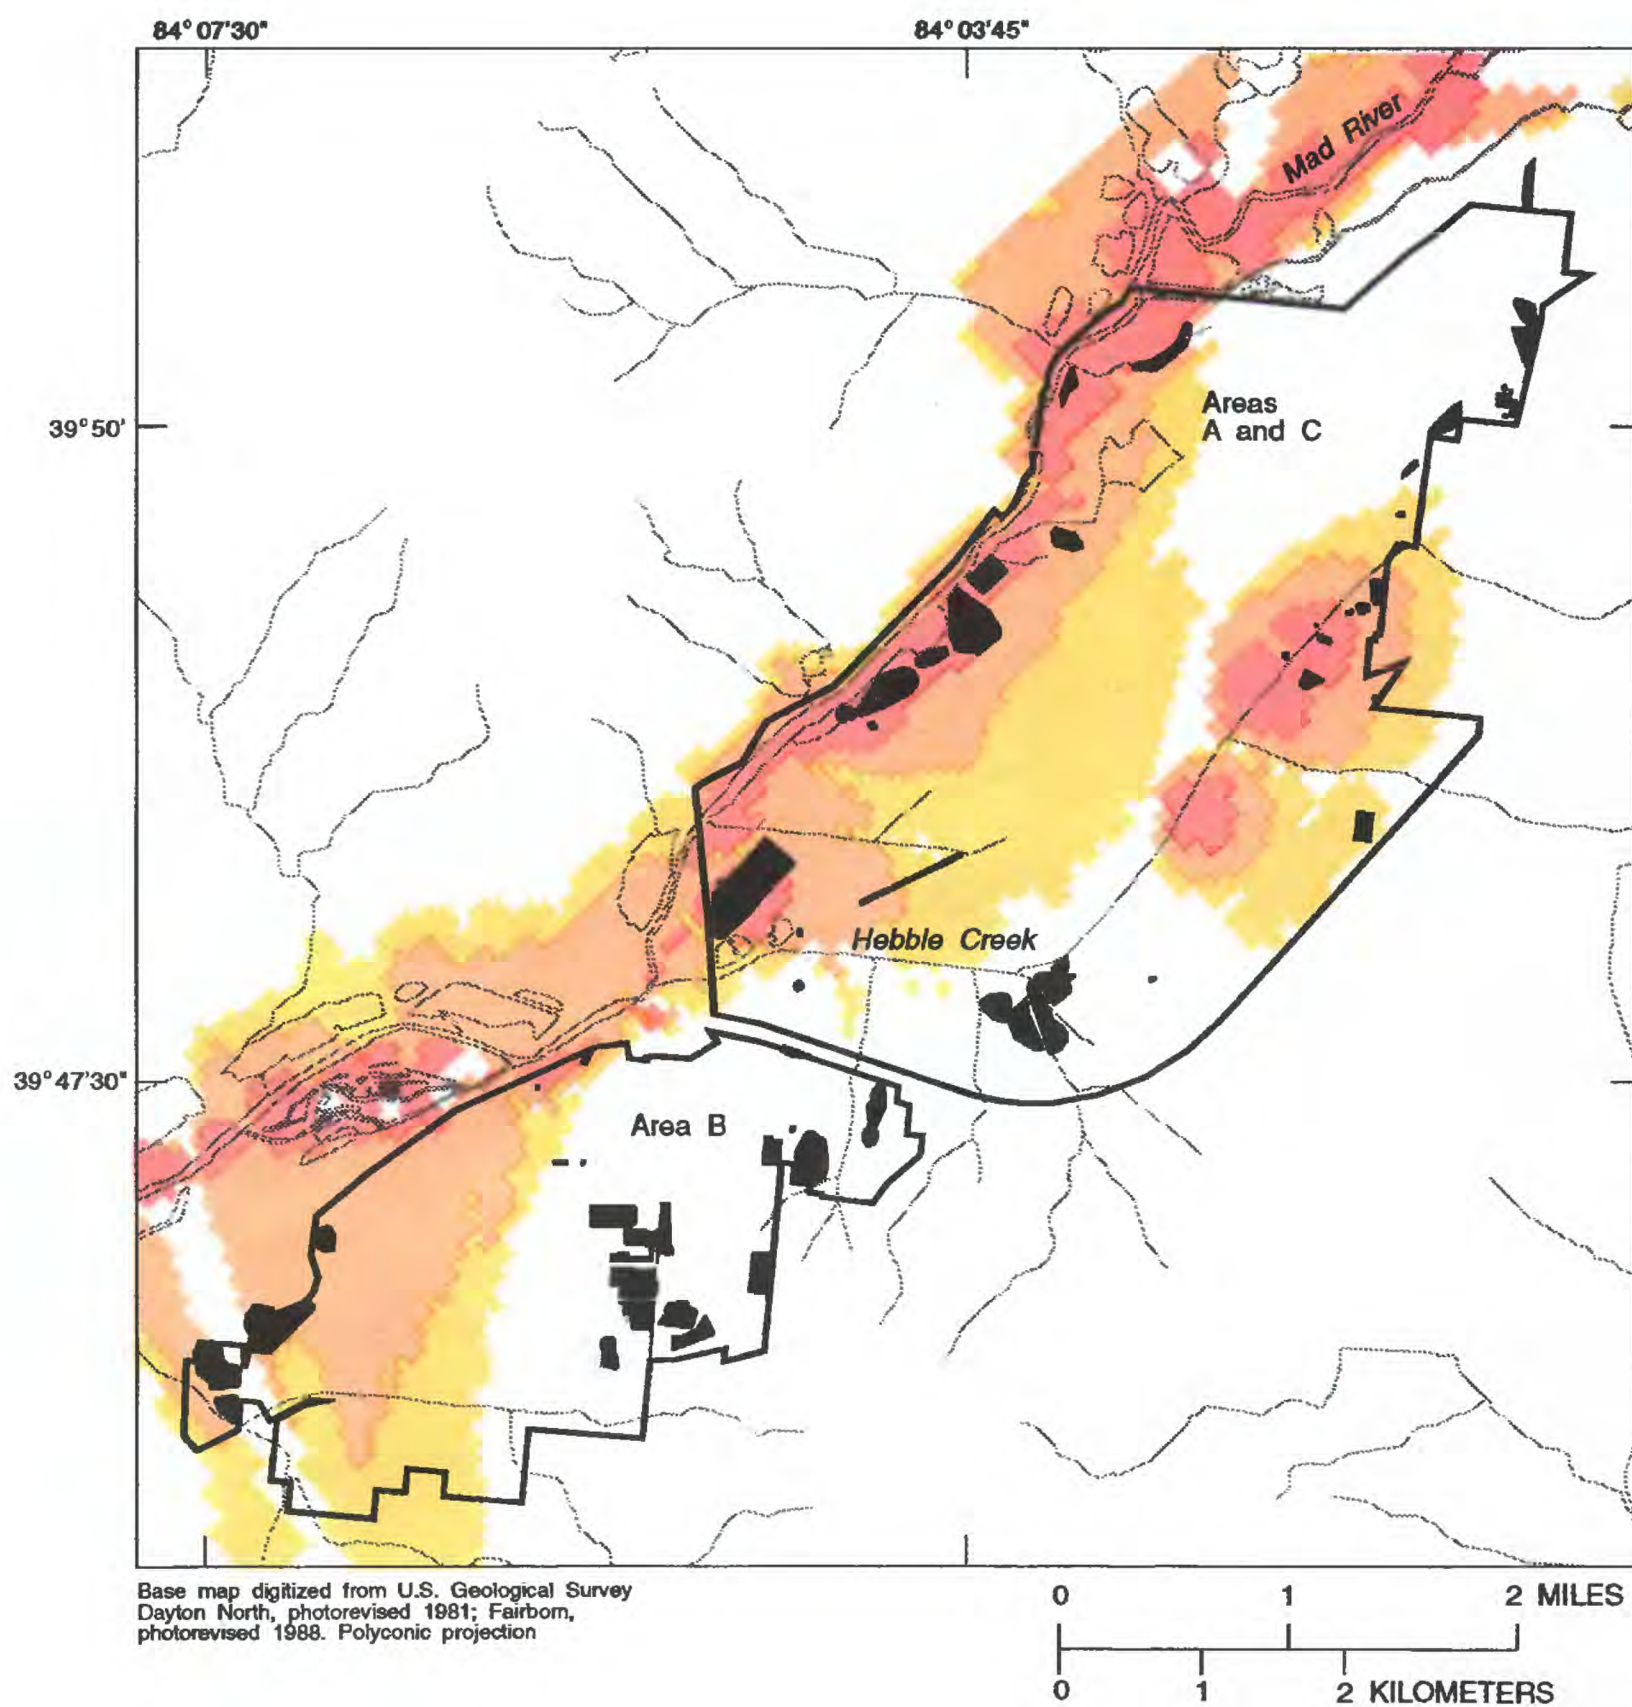 84° 07'30"
84° 03'45"
Mad River
39° 50'
Areas
A and C
Hebble Creek
39° 47'30"
Area B
Base map digitized from U.S. Geological Survey
Dayton North, photorevised 1981; Fairborn,
photorevised 1988. Polyconic projection
0 1 2 MILES
0 1 2 KILOMETERS